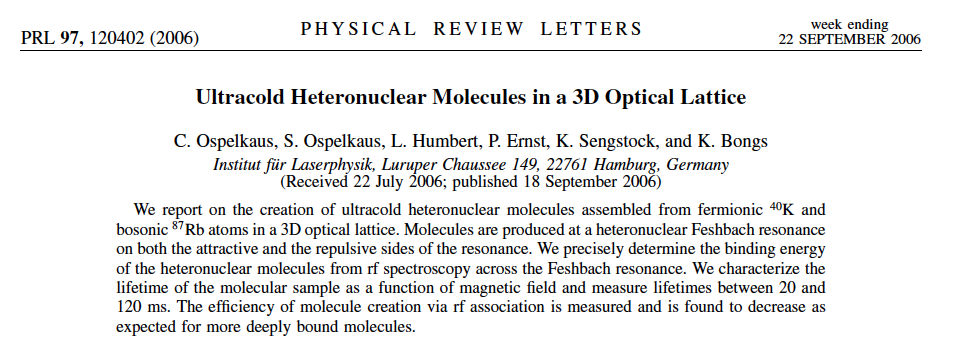 PRL 97, 120402 (2006)
PHYSICAL REVIEW LETTERS
week ending
22 SEPTEMBER 2006
Ultracold Heteronuclear Molecules in a 3D Optical Lattice
C. Ospelkaus, S. Ospelkaus, L. Humbert, P. Ernst, K. Sengstock, and K. Bongs
Institut für Laserphysik, Luruper Chaussee 149, 22761 Hamburg, Germany
(Received 22 July 2006; published 18 September 2006)
We report on the creation of ultracold heteronuclear molecules assembled from fermionic ⁴⁰K and
bosonic ⁸⁷Rb atoms in a 3D optical lattice. Molecules are produced at a heteronuclear Feshbach resonance
on both the attractive and the repulsive sides of the resonance. We precisely determine the binding energy
of the heteronuclear molecules from rf spectroscopy across the Feshbach resonance. We characterize the
lifetime of the molecular sample as a function of magnetic field and measure lifetimes between 20 and
120 ms. The efficiency of molecule creation via rf association is measured and is found to decrease as
expected for more deeply bound molecules.